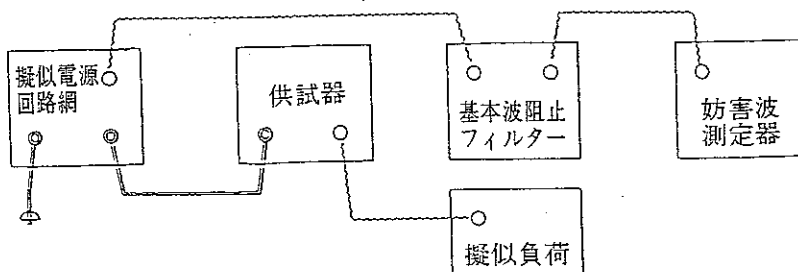 擬似電源
回路網
供試器
基本波阻止
フィルター
妨害波
測定器
擬似負荷